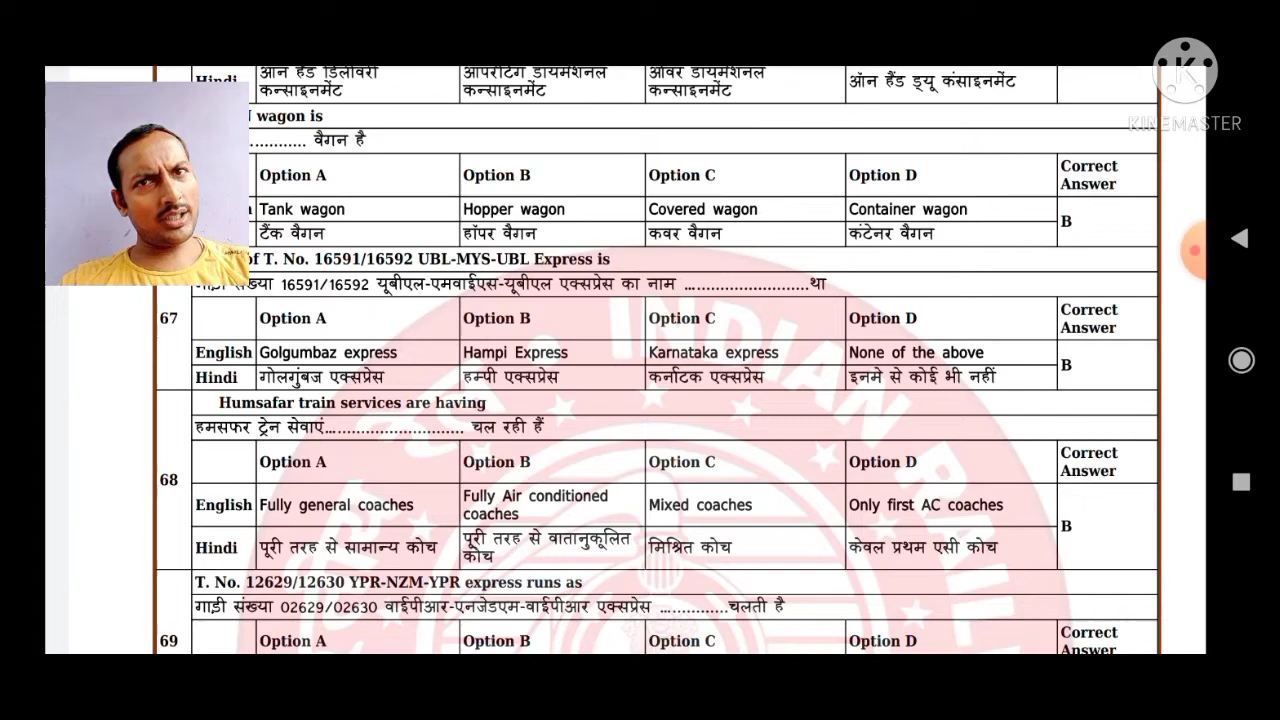 ऑन हैंड डिलीवरी आपरेटिंग डायमेंशनल ओवर डायमेंशनल
Hindi कन्साइनमेंट कन्साइनमेंट कन्साइनमेंट ऑन हैंड ड्यू कंसाइनमेंट
KINEMASTER
wagon is
............ वैगन है
Option A Option B Option C Option D Correct Answer
Tank wagon Hopper wagon Covered wagon Container wagon B
टैंक वैगन हॉपर वैगन कवर वैगन कंटेनर वैगन
of T. No. 16591/16592 UBL-MYS-UBL Express is
गाड़ी संख्या 16591/16592 यूबीएल-एमवाईएस-यूबीएल एक्सप्रेस का नाम ...........................था
67 Option A Option B Option C Option D Correct Answer
English Golgumbaz express Hampi Express Karnataka express None of the above B
Hindi गोलगुंबज एक्सप्रेस हम्पी एक्सप्रेस कर्नाटक एक्सप्रेस इनमे से कोई भी नहीं
Humsafar train services are having
हमसफर ट्रेन सेवाएं............................ चल रही हैं
68 Option A Option B Option C Option D Correct Answer
English Fully general coaches Fully Air conditioned coaches Mixed coaches Only first AC coaches B
Hindi पूरी तरह से सामान्य कोच पूरी तरह से वातानुकूलित कोच मिश्रित कोच केवल प्रथम एसी कोच
T. No. 12629/12630 YPR-NZM-YPR express runs as
गाड़ी संख्या 02629/02630 वाईपीआर-एनजेडएम-वाईपीआर एक्सप्रेस ..............चलती है
69 Option A Option B Option C Option D Correct Answer